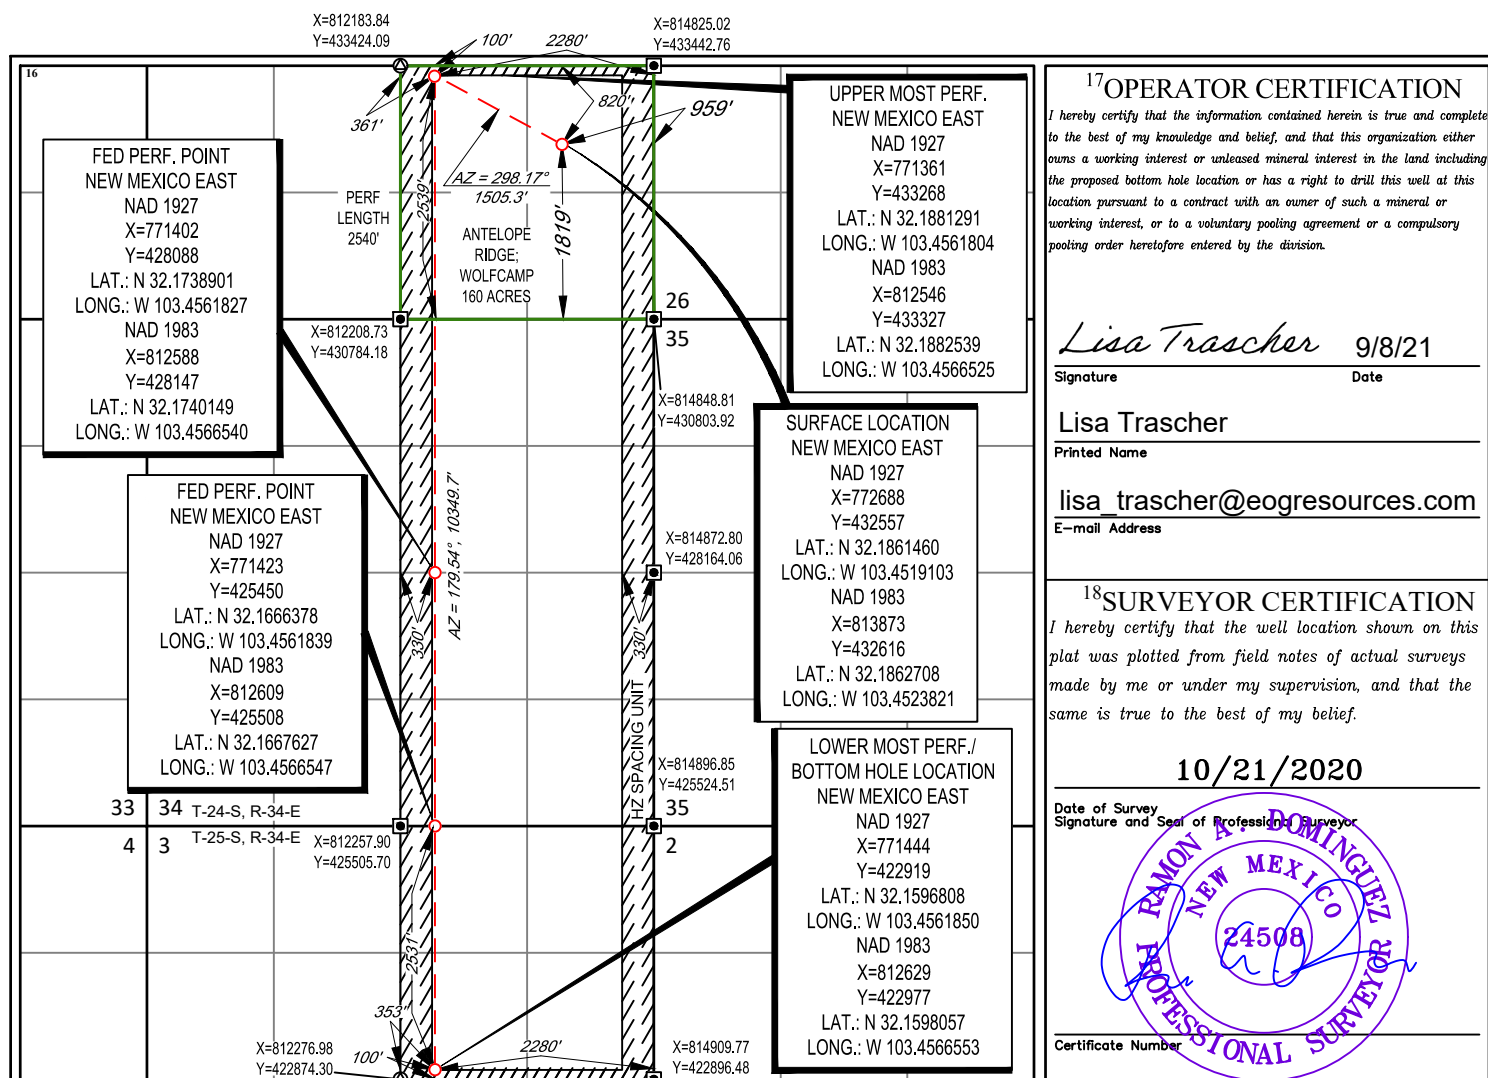 X=812183.84
Y=433424.09
100'
2280'
X=814825.02
Y=433442.76
16
361'
820'
959'
AZ = 298.17°
1505.3'
2539'
1819'
PERF
LENGTH
2540'
ANTELOPE
RIDGE;
WOLFCAMP
160 ACRES
FED PERF. POINT
NEW MEXICO EAST
NAD 1927
X=771402
Y=428088
LAT.: N 32.1738901
LONG.: W 103.4561827
NAD 1983
X=812588
Y=428147
LAT.: N 32.1740149
LONG.: W 103.4566540
UPPER MOST PERF.
NEW MEXICO EAST
NAD 1927
X=771361
Y=433268
LAT.: N 32.1881291
LONG.: W 103.4561804
NAD 1983
X=812546
Y=433327
LAT.: N 32.1882539
LONG.: W 103.4566525
X=812208.73
Y=430784.18
26
35
X=814848.81
Y=430803.92
FED PERF. POINT
NEW MEXICO EAST
NAD 1927
X=771423
Y=425450
LAT.: N 32.1666378
LONG.: W 103.4561839
NAD 1983
X=812609
Y=425508
LAT.: N 32.1667627
LONG.: W 103.4566547
SURFACE LOCATION
NEW MEXICO EAST
NAD 1927
X=772688
Y=432557
LAT.: N 32.1861460
LONG.: W 103.4519103
NAD 1983
X=813873
Y=432616
LAT.: N 32.1862708
LONG.: W 103.4523821
AZ = 179.54°, 10349.7'
X=814872.80
Y=428164.06
330'
330'
HZ SPACING UNIT
X=814896.85
Y=425524.51
33 34 T-24-S, R-34-E
4 3 T-25-S, R-34-E
35
2
X=812257.90
Y=425505.70
LOWER MOST PERF./
BOTTOM HOLE LOCATION
NEW MEXICO EAST
NAD 1927
X=771444
Y=422919
LAT.: N 32.1596808
LONG.: W 103.4561850
NAD 1983
X=812629
Y=422977
LAT.: N 32.1598057
LONG.: W 103.4566553
2531'
353'
X=812276.98
Y=422874.30
100'
2280'
X=814909.77
Y=422896.48
17OPERATOR CERTIFICATION
I hereby certify that the information contained herein is true and complete
to the best of my knowledge and belief, and that this organization either
owns a working interest or unleased mineral interest in the land including
the proposed bottom hole location or has a right to drill this well at this
location pursuant to a contract with an owner of such a mineral or
working interest, or to a voluntary pooling agreement or a compulsory
pooling order heretofore entered by the division.
Lisa Trascher 9/8/21
Signature Date
Lisa Trascher
Printed Name
lisa_trascher@eogresources.com
E-mail Address
18SURVEYOR CERTIFICATION
I hereby certify that the well location shown on this
plat was plotted from field notes of actual surveys
made by me or under my supervision, and that the
same is true to the best of my belief.
10/21/2020
Date of Survey
Signature and Seal of Professional Surveyor
RAMON A. DOMINGUEZ
NEW MEXICO
24508
PROFESSIONAL SURVEYOR
Certificate Number